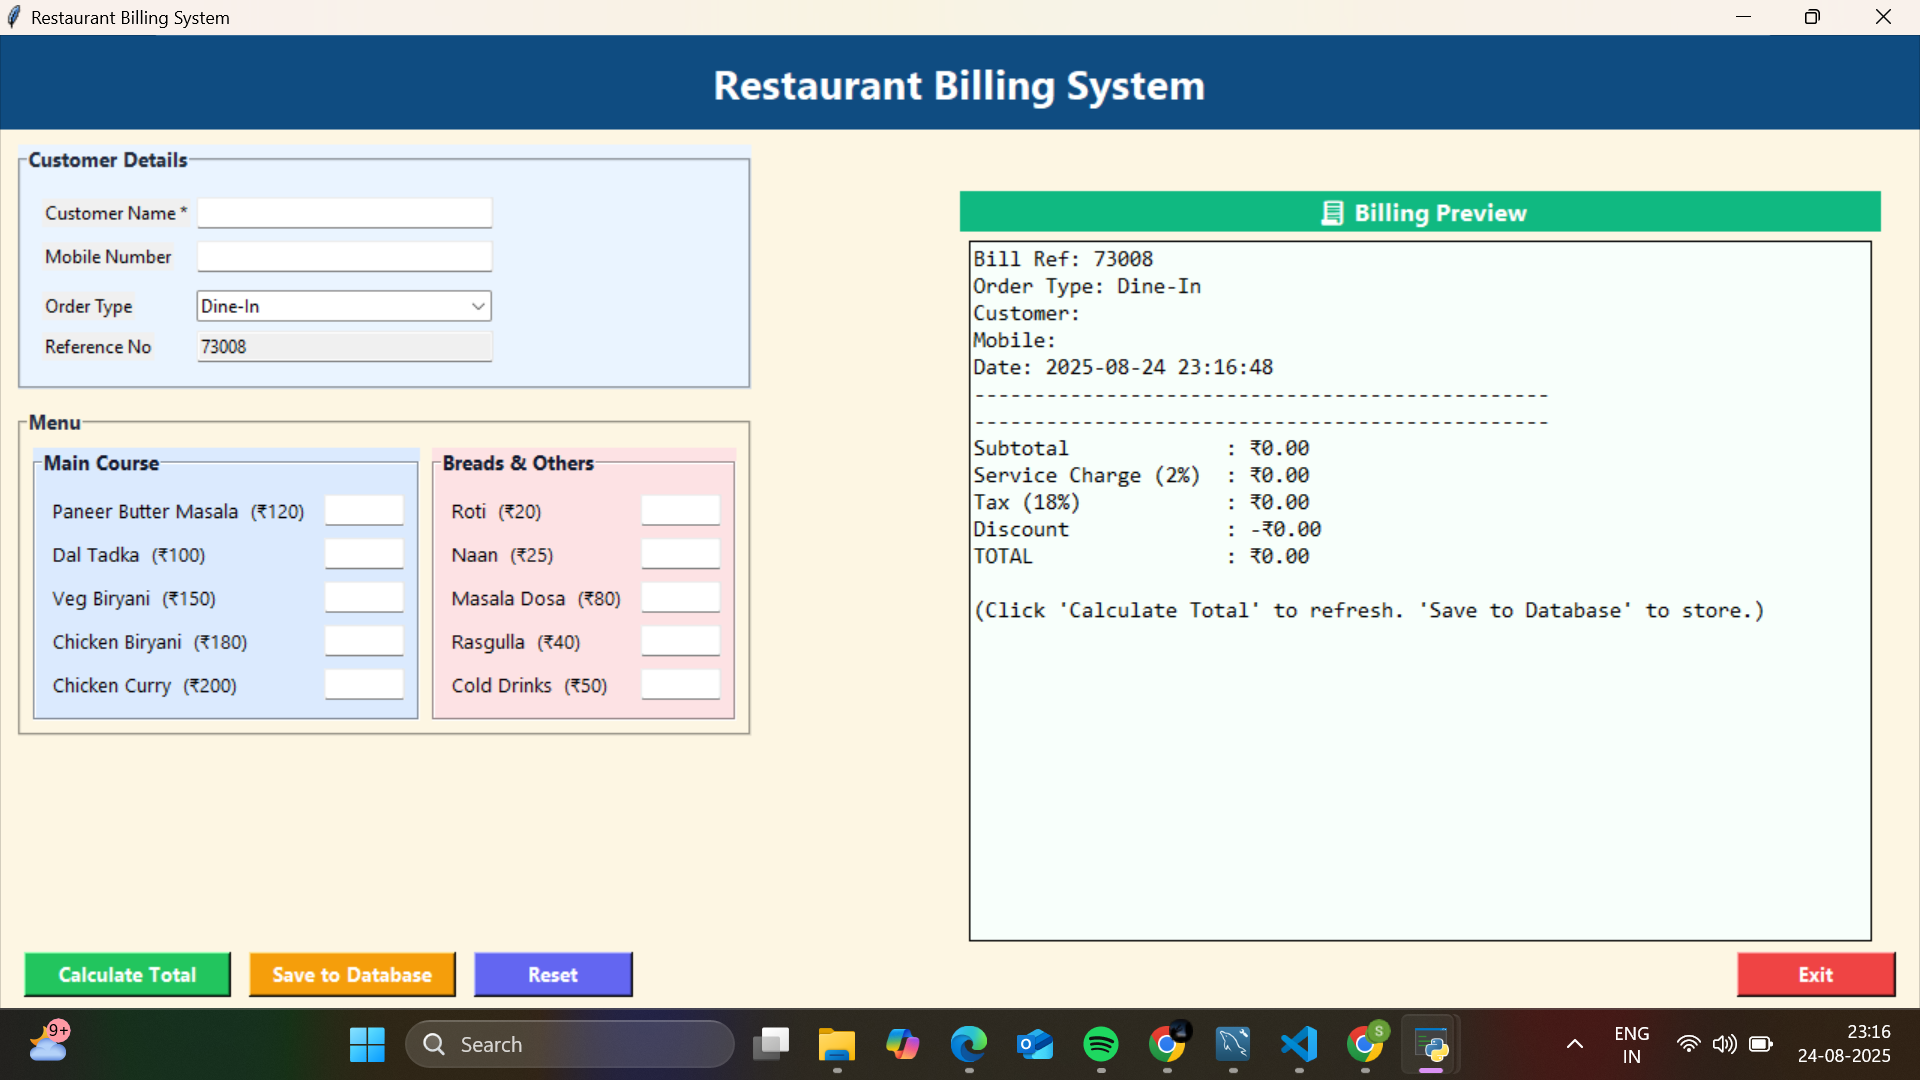 Restaurant Billing System
Restaurant Billing System
Customer Details
Customer Name *
Mobile Number
Order Type Dine-In
Reference No 73008
Menu
Main Course
Paneer Butter Masala (₹120)
Dal Tadka (₹100)
Veg Biryani (₹150)
Chicken Biryani (₹180)
Chicken Curry (₹200)
Breads & Others
Roti (₹20)
Naan (₹25)
Masala Dosa (₹80)
Rasgulla (₹40)
Cold Drinks (₹50)
Billing Preview
Bill Ref: 73008
Order Type: Dine-In
Customer:
Mobile:
Date: 2025-08-24 23:16:48
------------------------------------------------
------------------------------------------------
Subtotal : ₹0.00
Service Charge (2%) : ₹0.00
Tax (18%) : ₹0.00
Discount : -₹0.00
TOTAL : ₹0.00
(Click 'Calculate Total' to refresh. 'Save to Database' to store.)
Calculate Total
Save to Database
Reset
Exit
9+
Search
S
ENG
IN
23:16
24-08-2025